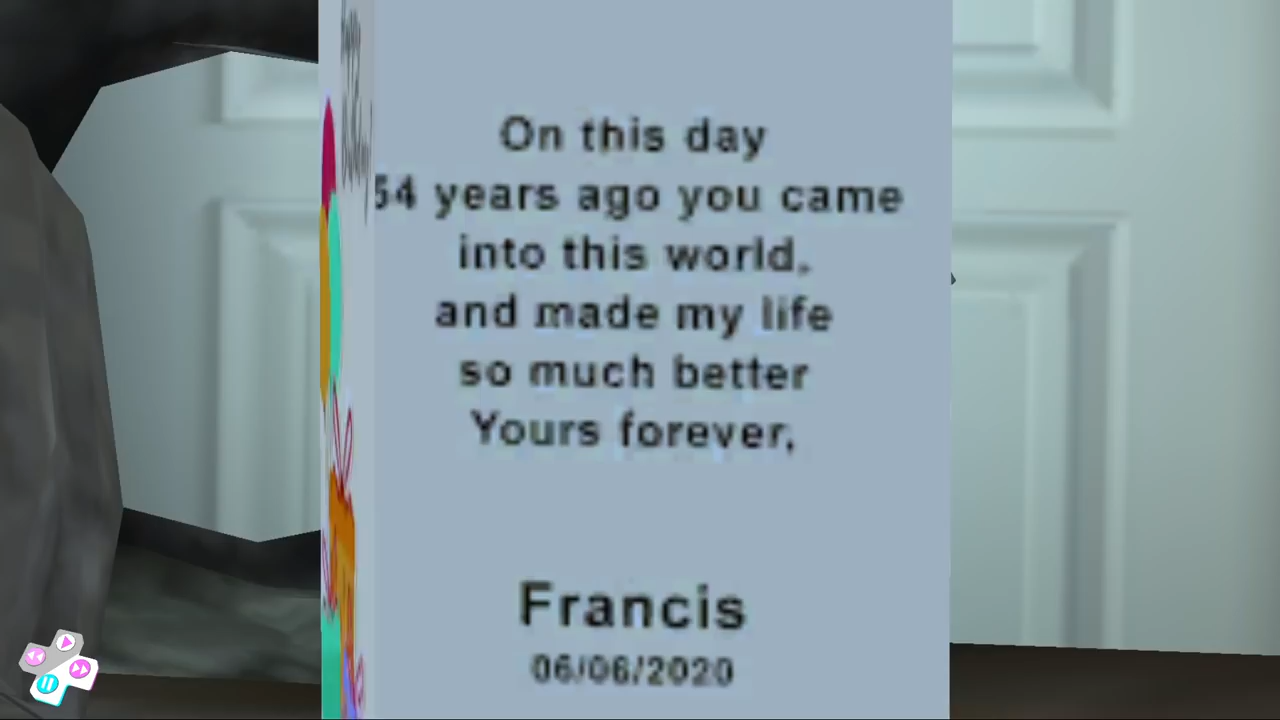 On this day
54 years ago you came
into this world,
and made my life
so much better
Yours forever,
Francis
06/06/2020